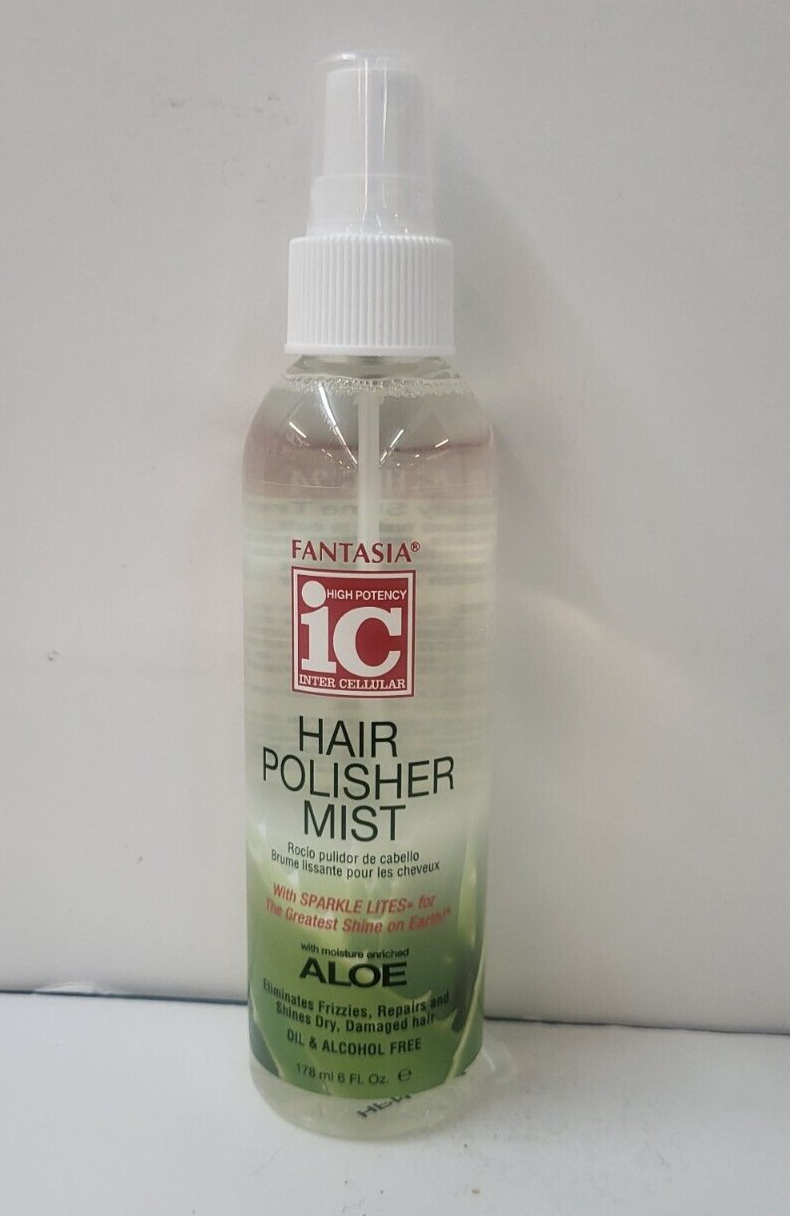 FANTASIA®
HIGH POTENCY
iC
INTER CELLULAR
HAIR
POLISHER
MIST
Rocío pulidor de cabello
Brume lissante pour les cheveux
With SPARKLE LITES• for
The Greatest Shine on Earth!•
with moisture enriched
ALOE
Eliminates Frizzies, Repairs and
Shines Dry, Damaged hair
OIL & ALCOHOL FREE
178 ml 6 Fl. Oz. ℮